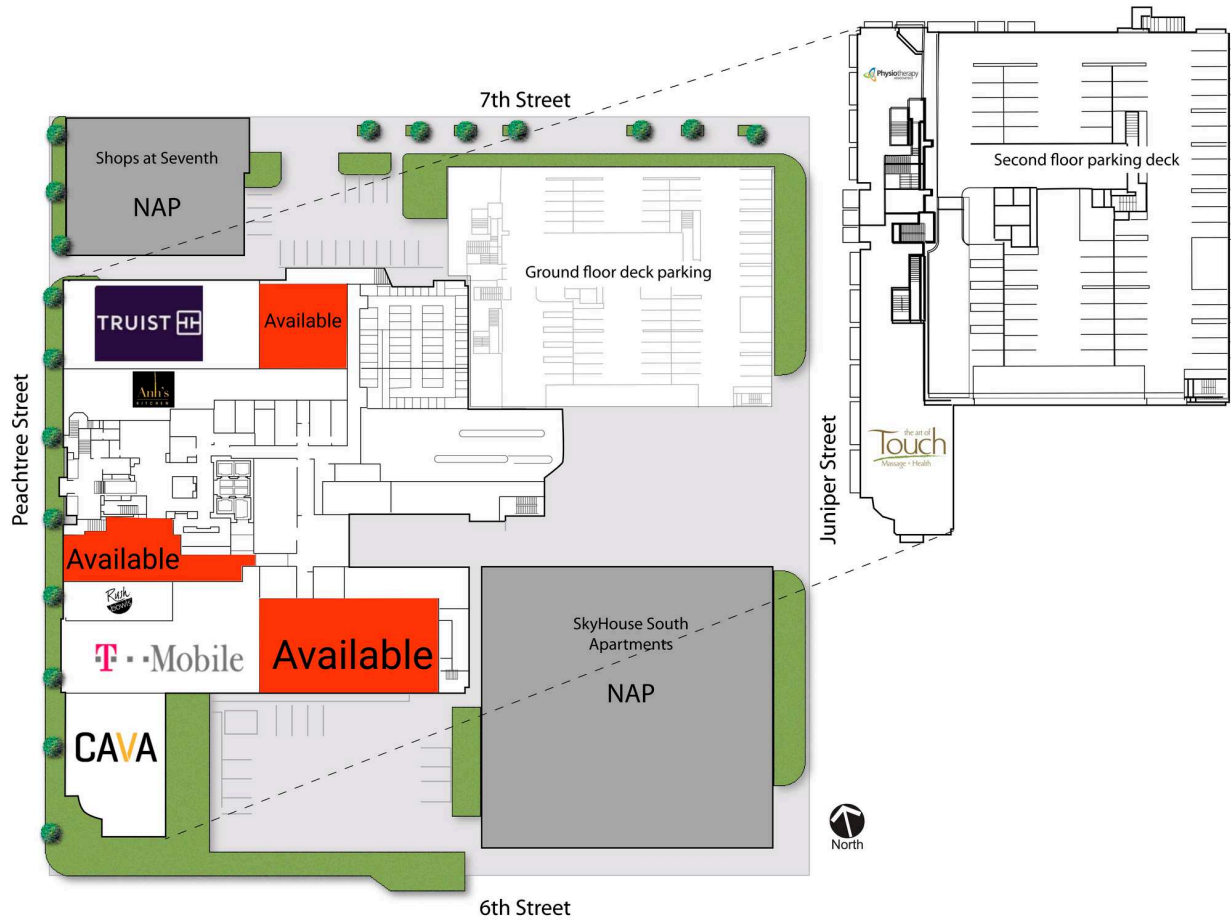 7th Street
Shops at Seventh
NAP
Ground floor deck parking
Physiotherapy
Second floor parking deck
TRUIST
Available
Anh's
KITCHEN
Peachtree Street
Juniper Street
the art of
Touch
Massage + Health
Available
Rush
BOWLS
T Mobile
Available
SkyHouse South
Apartments
NAP
CAVA
North
6th Street